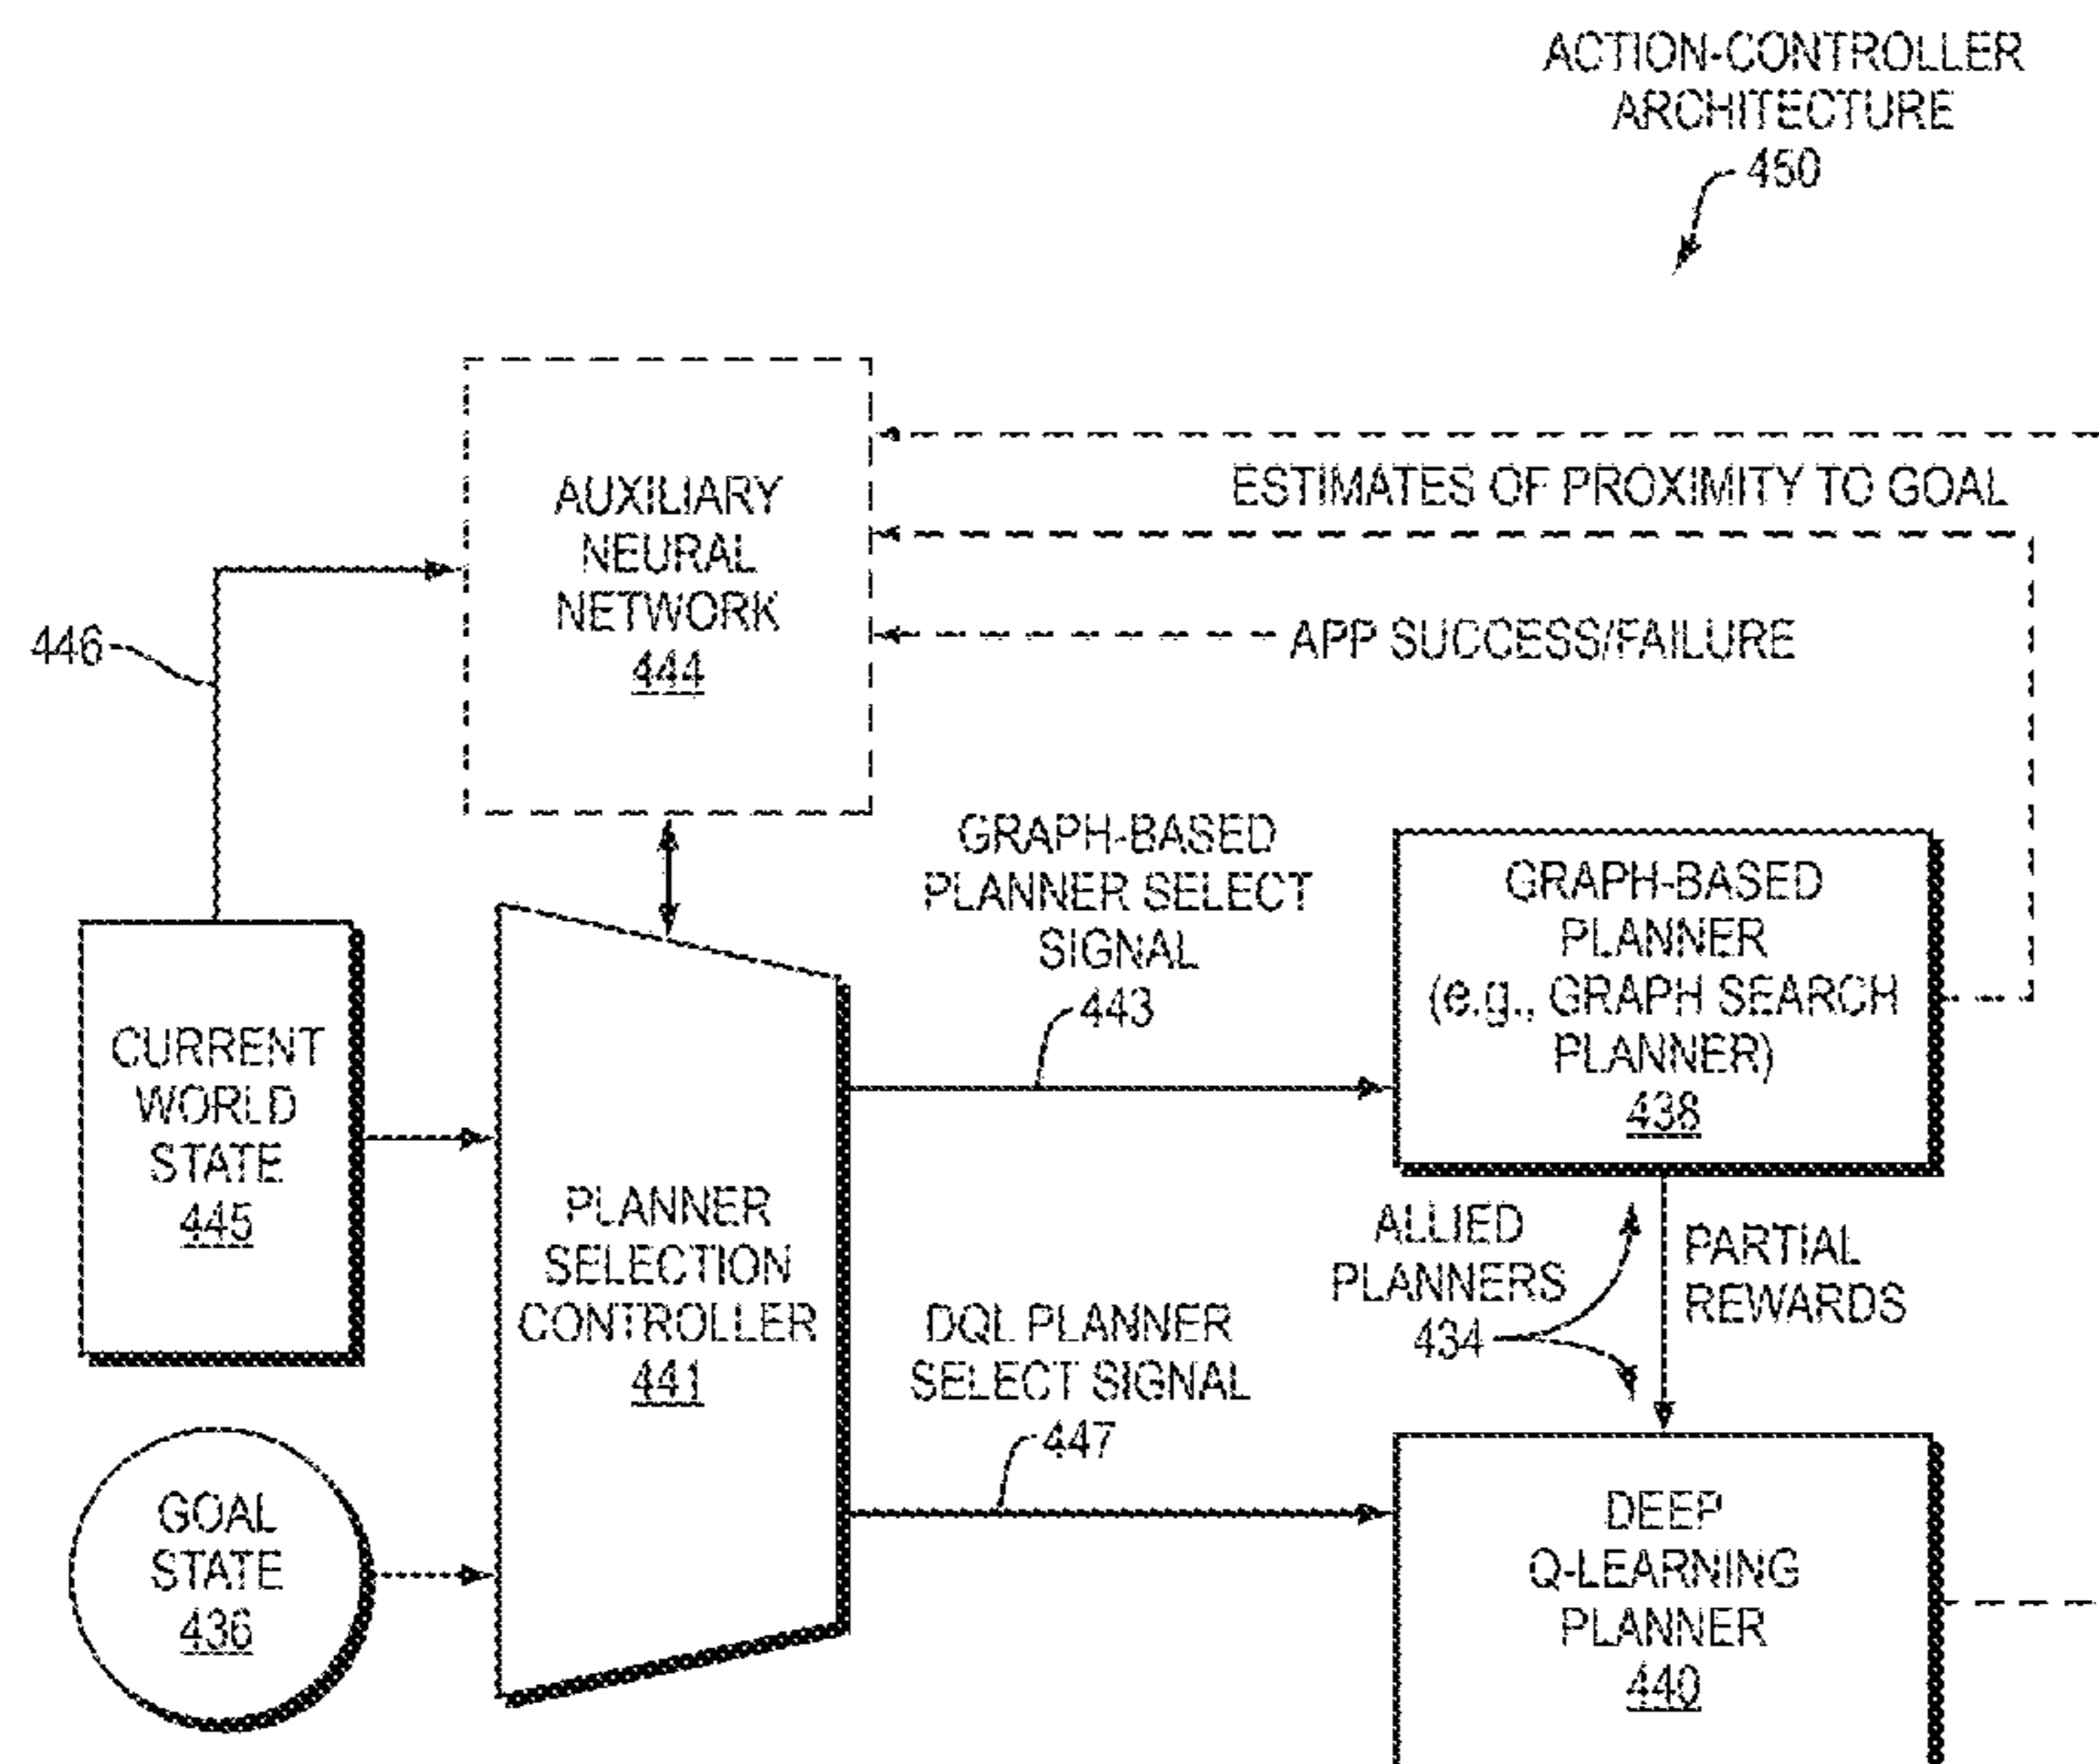 ACTION-CONTROLLER
ARCHITECTURE
450
AUXILIARY
NEURAL
NETWORK
444
ESTIMATES OF PROXIMITY TO GOAL
APP SUCCESS/FAILURE
446
GRAPH-BASED
PLANNER SELECT
SIGNAL
443
GRAPH-BASED
PLANNER
(e.g., GRAPH SEARCH
PLANNER)
438
CURRENT
WORLD
STATE
445
PLANNER
SELECTION
CONTROLLER
441
ALLIED
PLANNERS
434
PARTIAL
REWARDS
DQL PLANNER
SELECT SIGNAL
447
GOAL
STATE
436
DEEP
Q-LEARNING
PLANNER
440